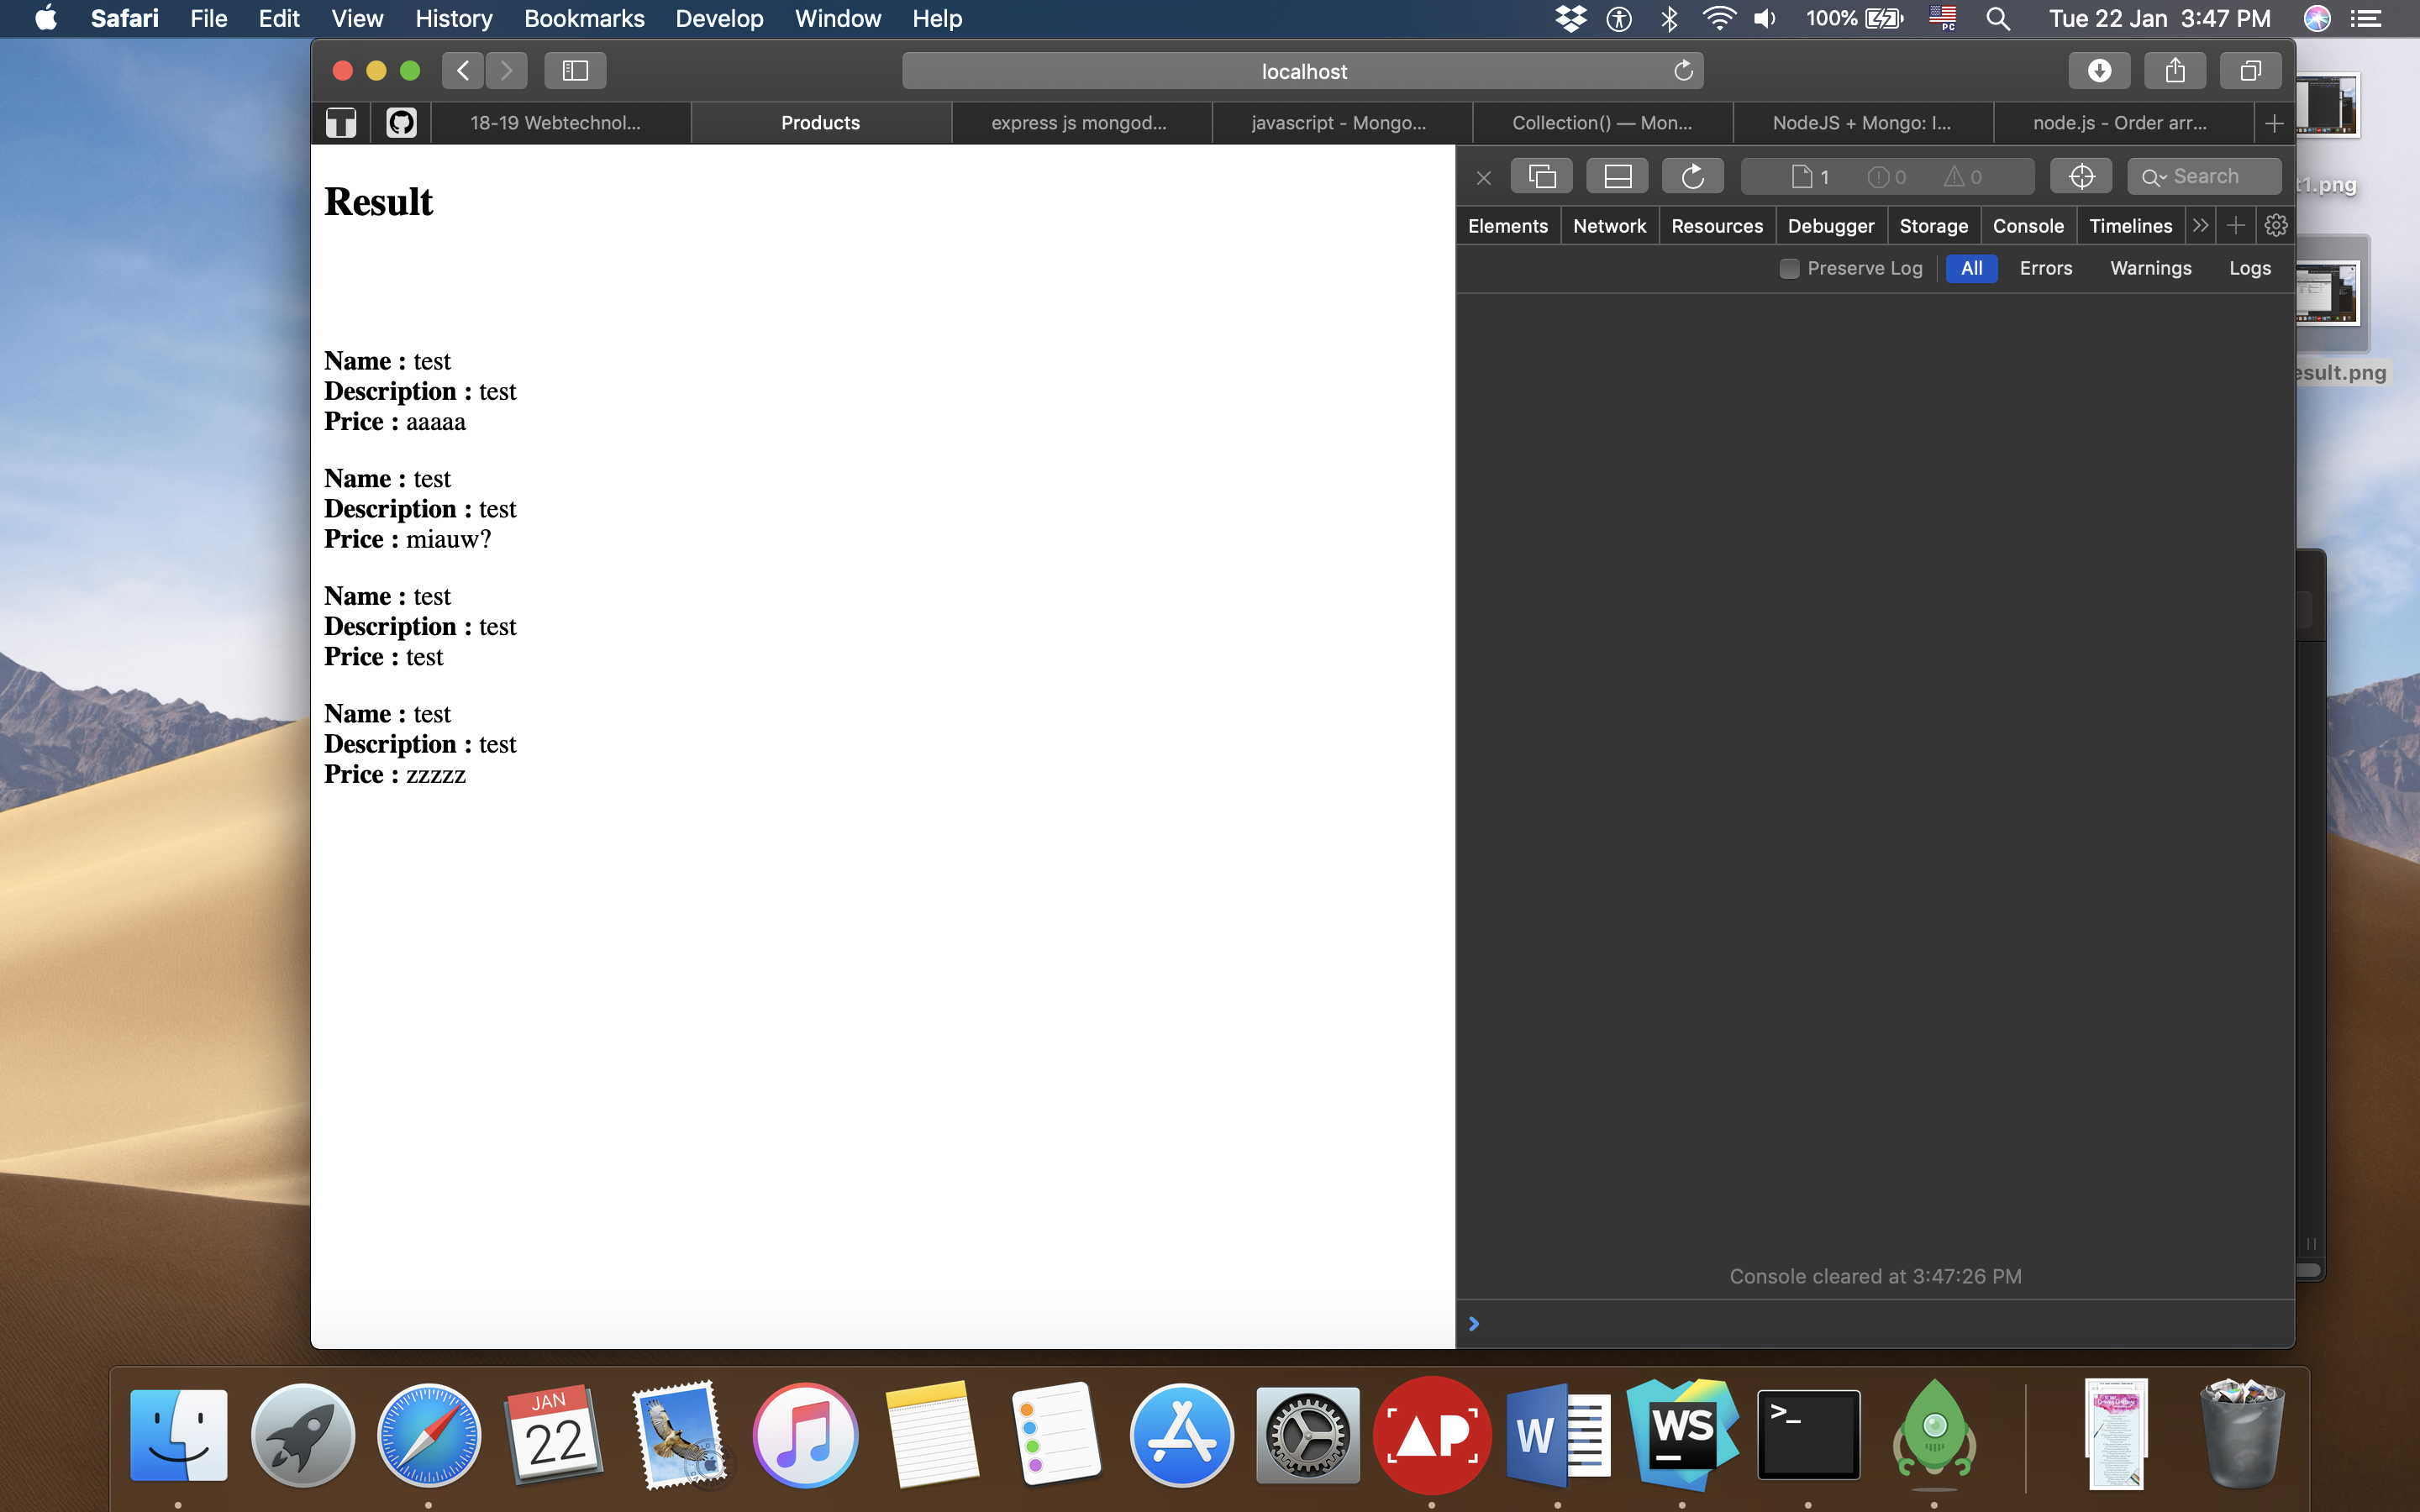 Safari File Edit View History Bookmarks Develop Window Help 100% PC Tue 22 Jan 3:47 PM
localhost
18-19 Webtechnol... Products express js mongod... javascript - Mongo... Collection() — Mon... NodeJS + Mongo: I... node.js - Order arr...
1 0 0 Search
t1.png
Elements Network Resources Debugger Storage Console Timelines
Preserve Log All Errors Warnings Logs
esult.png
Result
Name : test
Description : test
Price : aaaaa
Name : test
Description : test
Price : miauw?
Name : test
Description : test
Price : test
Name : test
Description : test
Price : zzzzz
Console cleared at 3:47:26 PM
JAN
22
AP
W
WS
>_